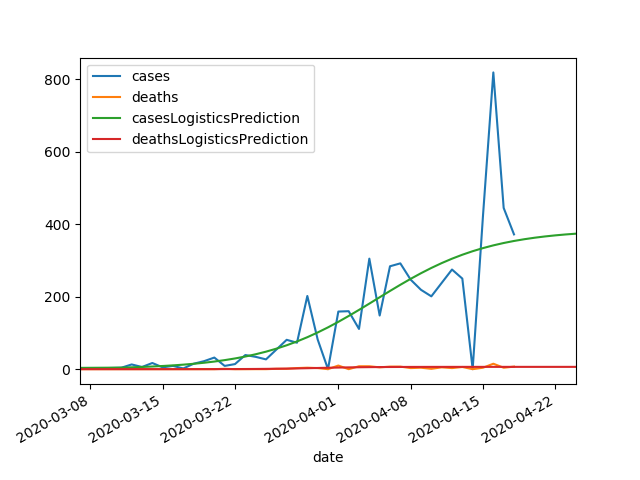 cases
deaths
casesLogisticsPrediction
deathsLogisticsPrediction
800
600
400
200
0
2020-03-08
2020-03-15
2020-03-22
2020-04-01
2020-04-08
2020-04-15
2020-04-22
date